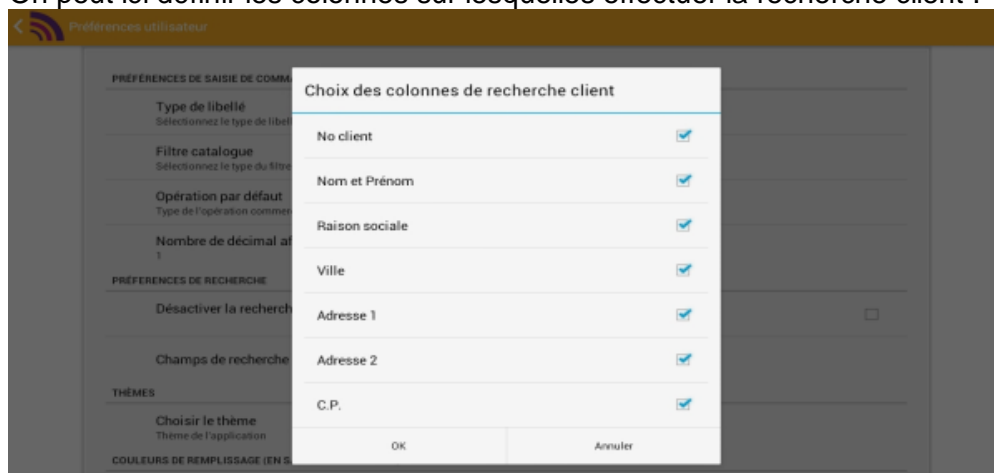 On peut ici définir les colonnes sur lesquelles effectuer la recherche client :
Préférences utilisateur
PRÉFÉRENCES DE SAISIE DE COMMA
Type de libellé
Sélectionnez le type de libell
Filtre catalogue
Sélectionnez le type du filtre
Opération par défaut
Type de l'opération commer
Nombre de décimal af
1
PRÉFERENCES DE RECHERCHE
Désactiver la recherch
Champs de recherche
THÈMES
Choisir le thème
Thème de l'application
COULEURS DE REMPLISSAGE (EN S
Choix des colonnes de recherche client
No client
Nom et Prénom
Raison sociale
Ville
Adresse 1
Adresse 2
C.P.
OK
Annuler